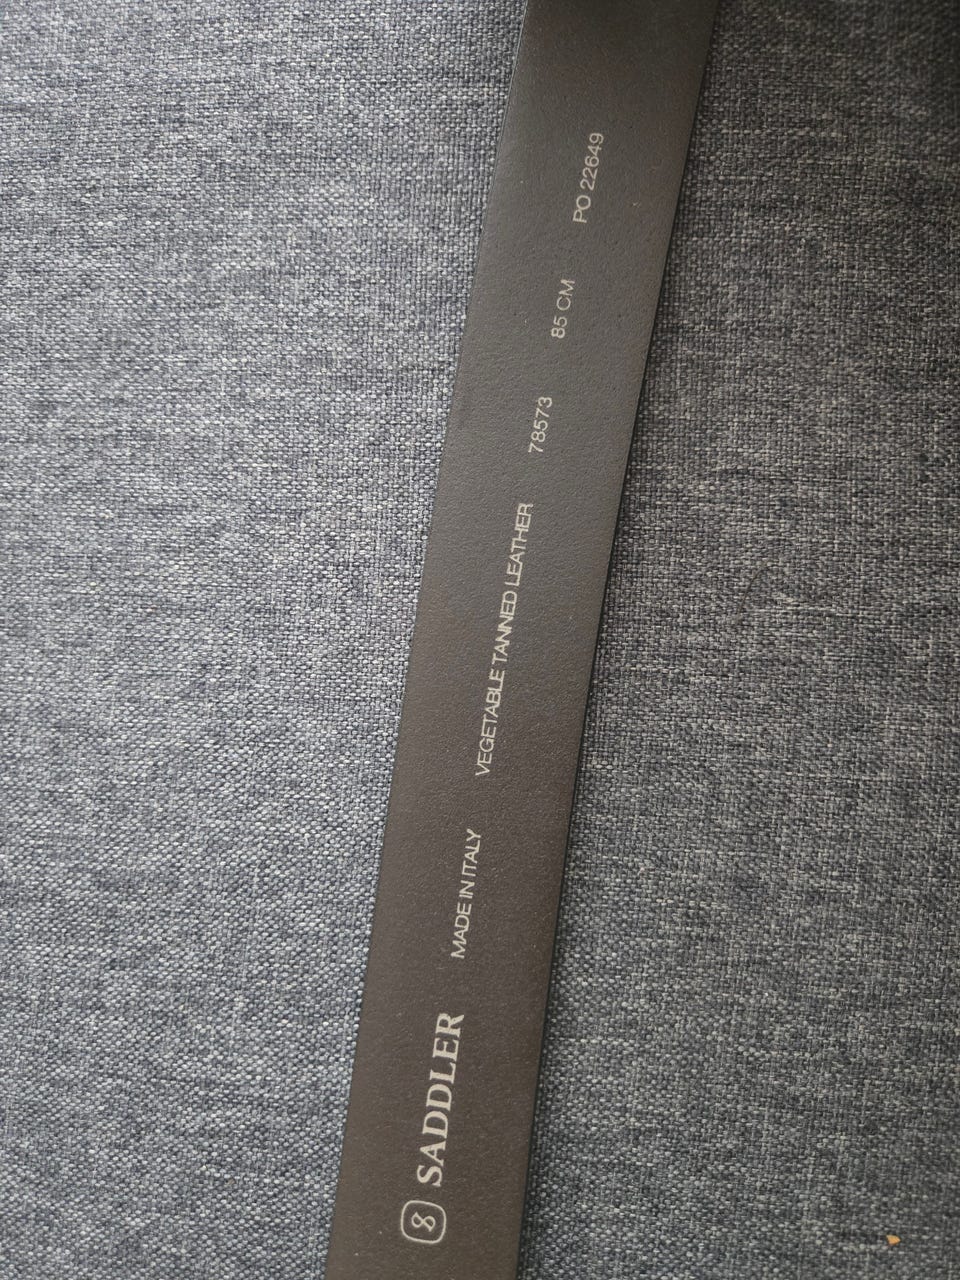 SADDLER MADE IN ITALY VEGETABLE TANNED LEATHER 78573 85 CM PO 22649